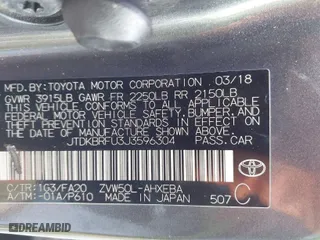 MFD.BY:TOYOTA MOTOR CORPORATION 03/18
GVWR 3915LB GAWR FR 2250LB RR 2150LB
THIS VEHICLE CONFORMS TO ALL APPLICABLE
FEDERAL MOTOR VEHICLE SAFETY, BUMPER AND
THEFT PREVENTION STANDARDS IN EFFECT ON
THE DATE OF MANUFACTURE SHOWN ABOVE.
JTDKBRFU3J3596304 PASS.CAR
C/TR:1G3/FA20 ZVW50L-AHXEBA C
A/TM:-01A/P610 MADE IN JAPAN 507
DREAMBID